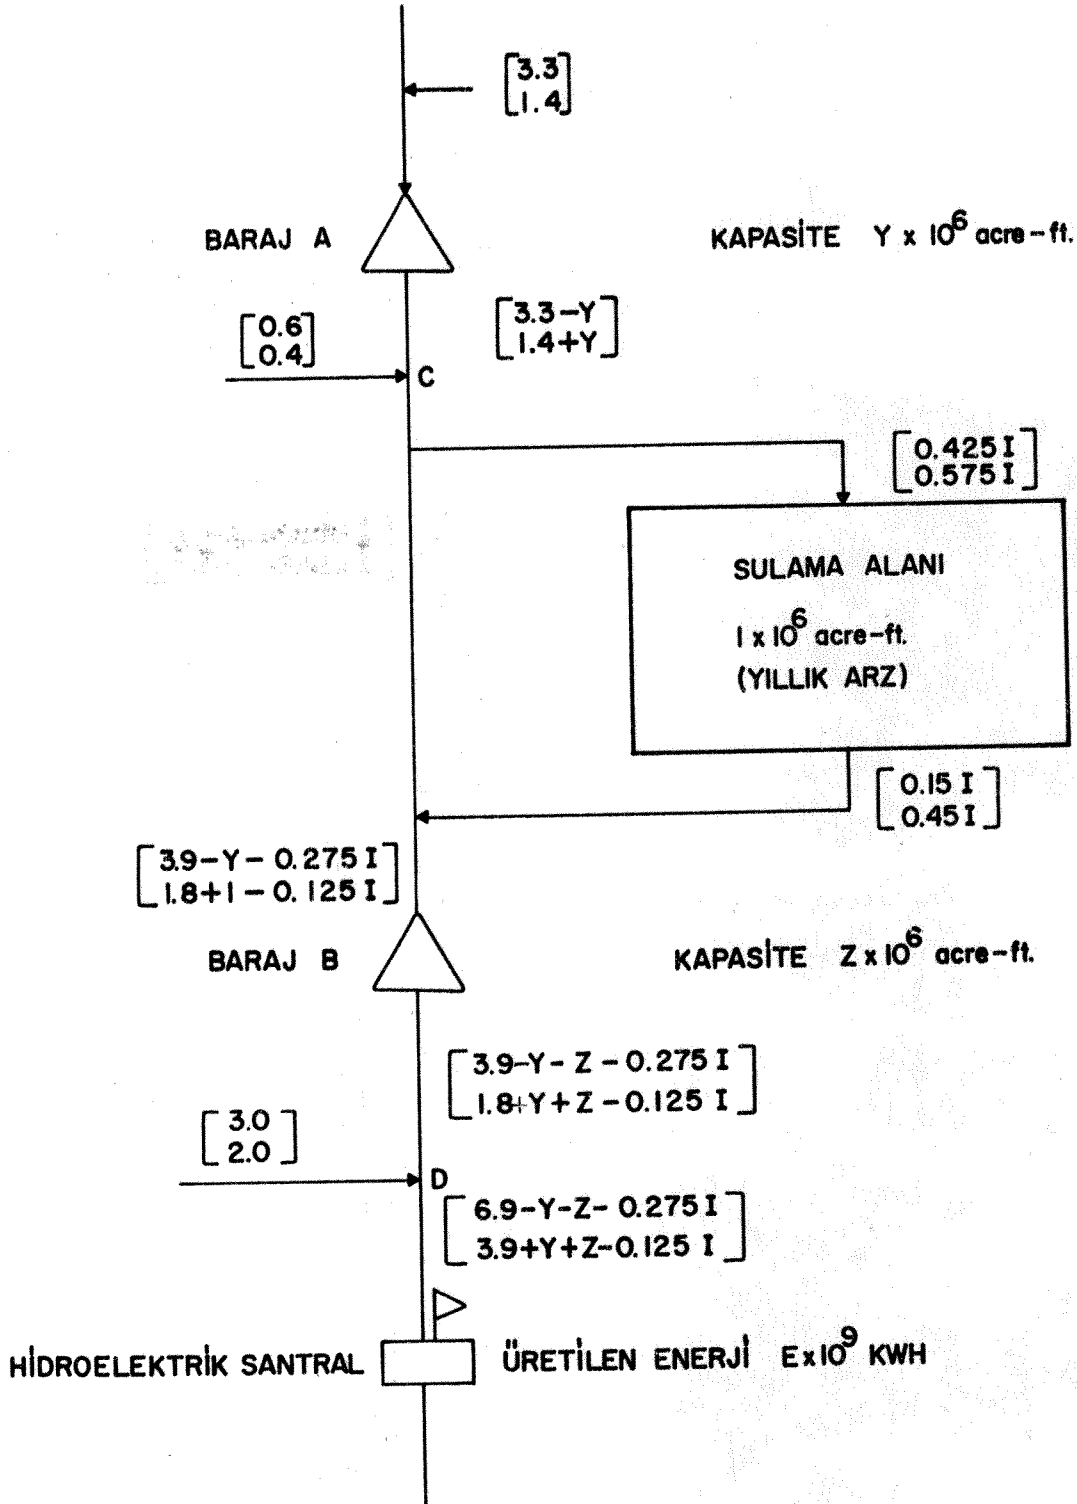 [3.3]
[1.4]
BARAJ A
KAPASİTE Y x 10⁶ acre-ft.
[3.3-Y]
[1.4+Y]
[0.6]
[0.4]
C
[0.425 I]
[0.575 I]
SULAMA ALANI
I x 10⁶ acre-ft.
(YILLIK ARZ)
[0.15 I]
[0.45 I]
[3.9-Y-0.275 I]
[1.8+I-0.125 I]
BARAJ B
KAPASİTE Z x 10⁶ acre-ft.
[3.9-Y-Z-0.275 I]
[1.8+Y+Z-0.125 I]
[3.0]
[2.0]
D
[6.9-Y-Z-0.275 I]
[3.9+Y+Z-0.125 I]
HİDROELEKTRİK SANTRAL
ÜRETİLEN ENERJİ E x 10⁹ KWH